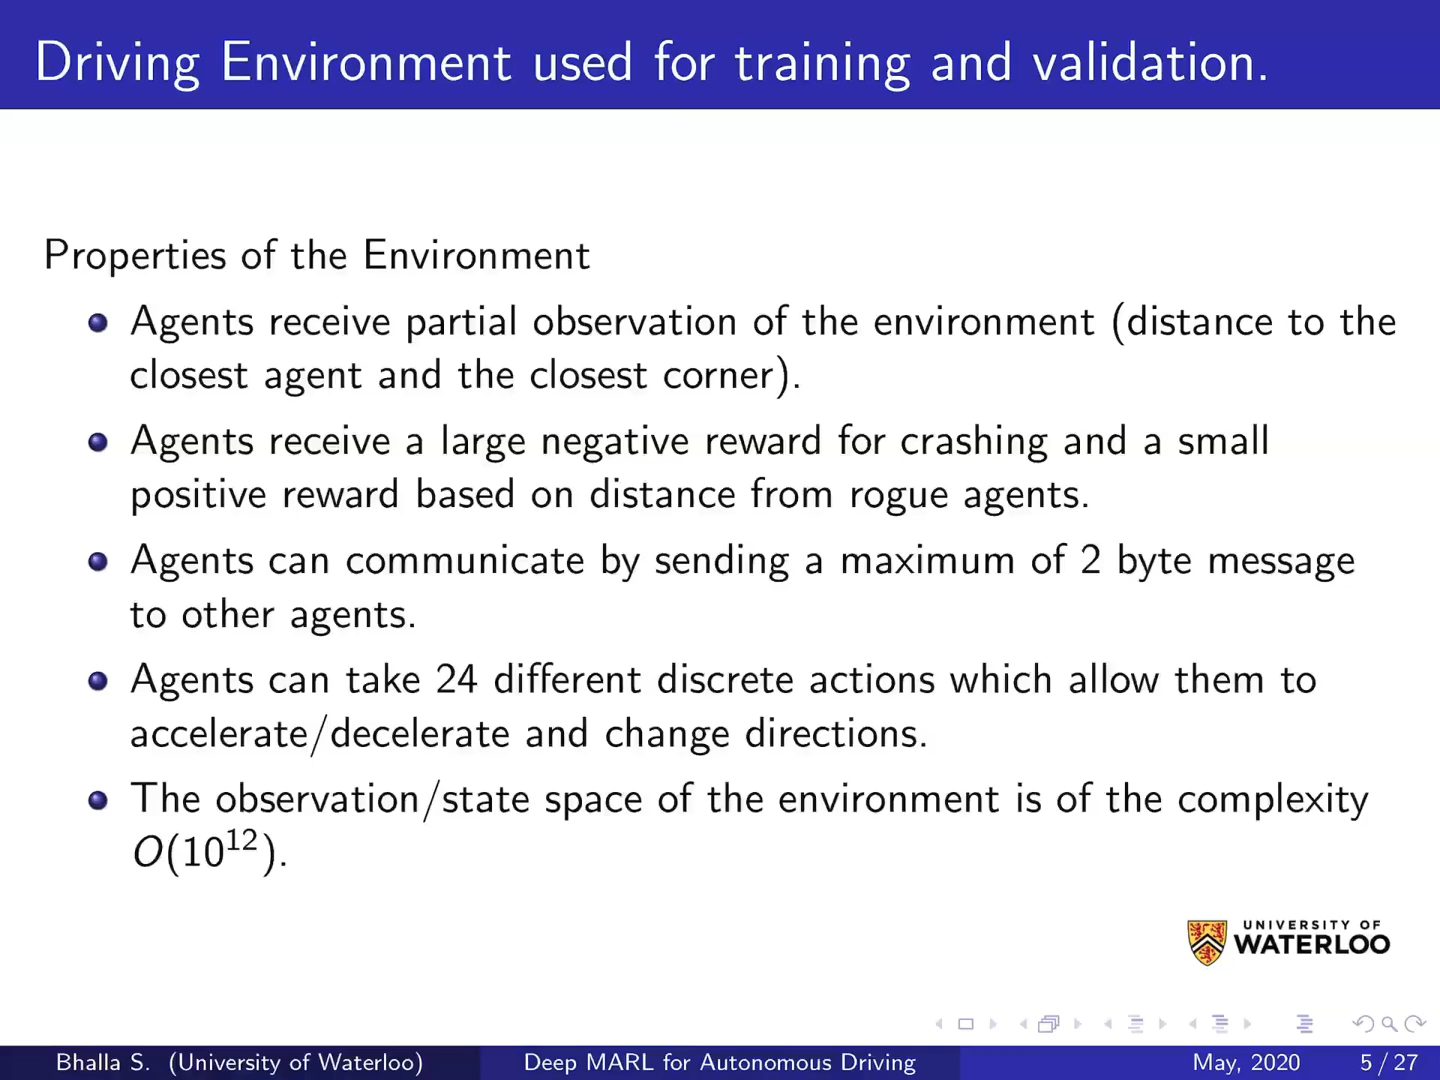 Driving Environment used for training and validation.
Properties of the Environment
Agents receive partial observation of the environment (distance to the
closest agent and the closest corner).
Agents receive a large negative reward for crashing and a small
positive reward based on distance from rogue agents.
Agents can communicate by sending a maximum of 2 byte message
to other agents.
Agents can take 24 different discrete actions which allow them to
accelerate/decelerate and change directions.
The observation/state space of the environment is of the complexity
O(10¹²).
UNIVERSITY OF
WATERLOO
Bhalla S. (University of Waterloo) Deep MARL for Autonomous Driving May, 2020 5 / 27